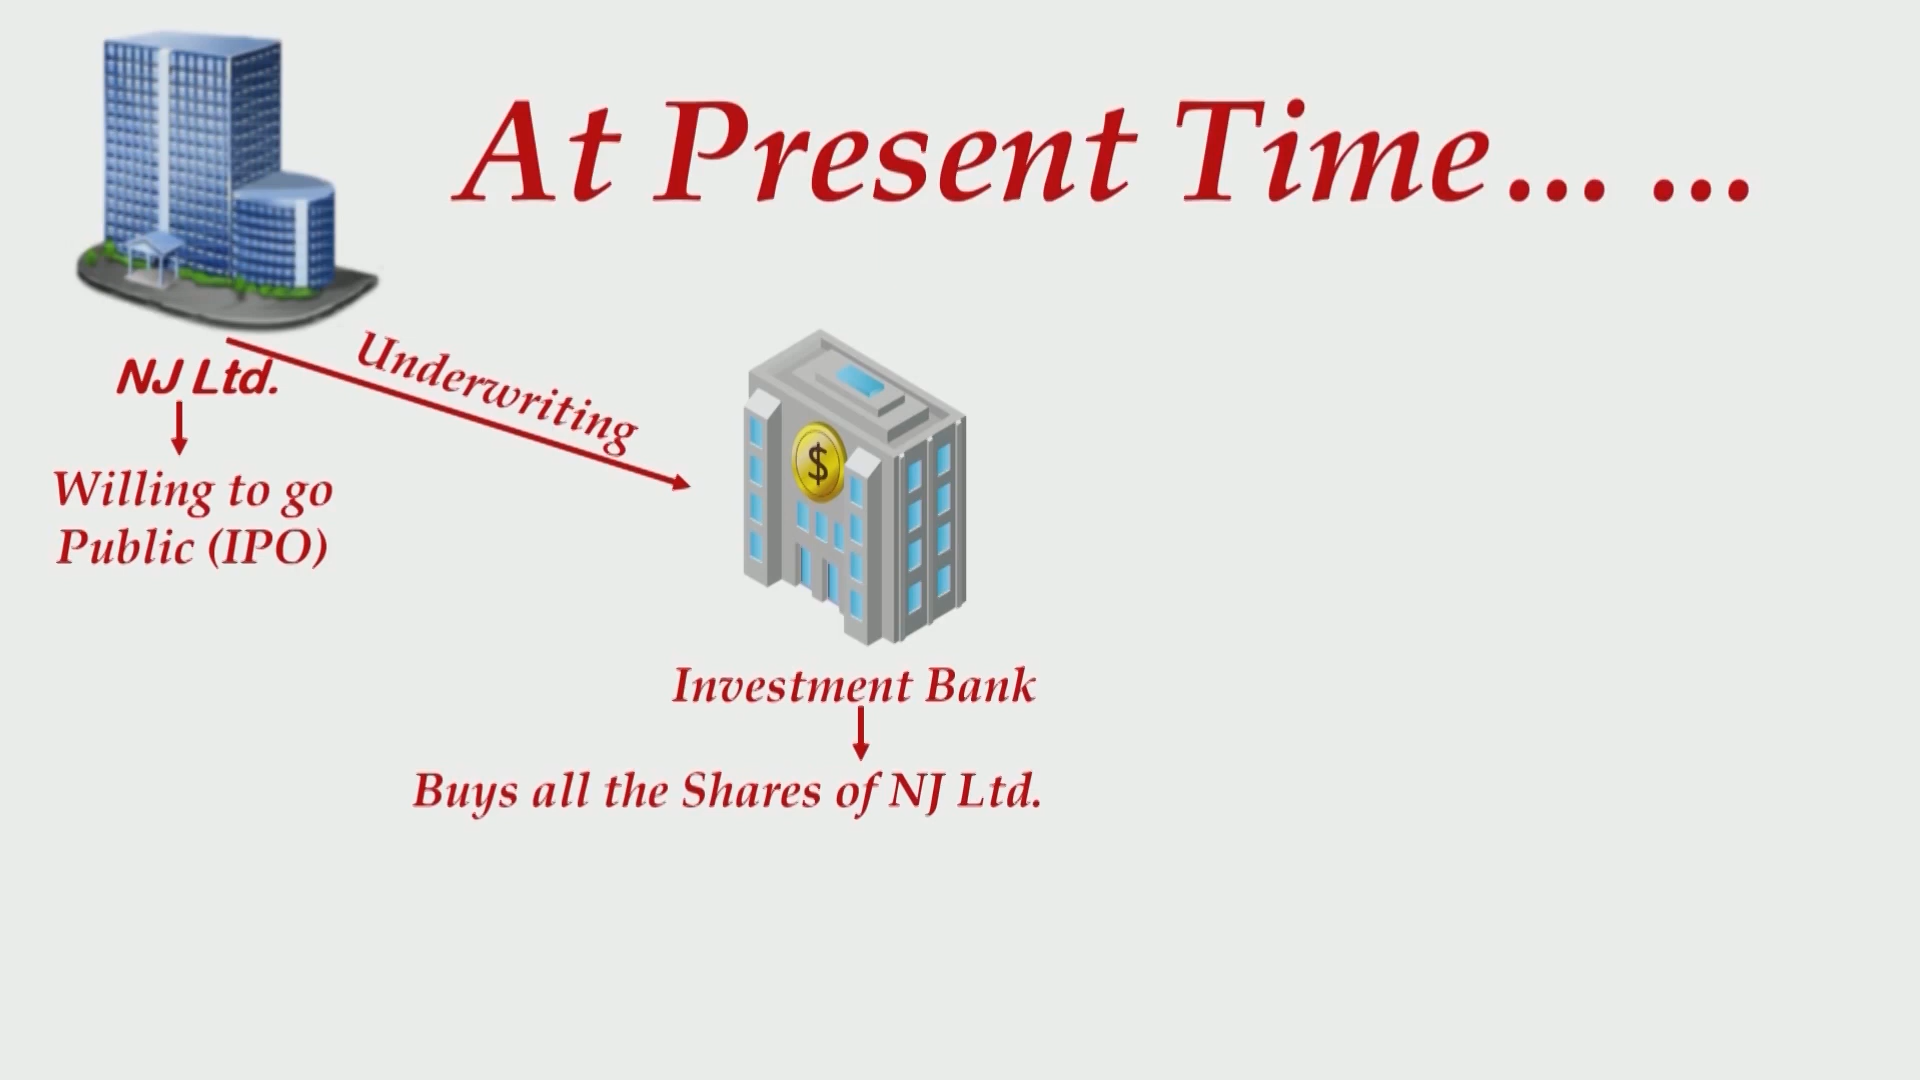 At Present Time... ...
Underwriting
NJ Ltd.
Willing to go
Public (IPO)
$
Investment Bank
Buys all the Shares of NJ Ltd.